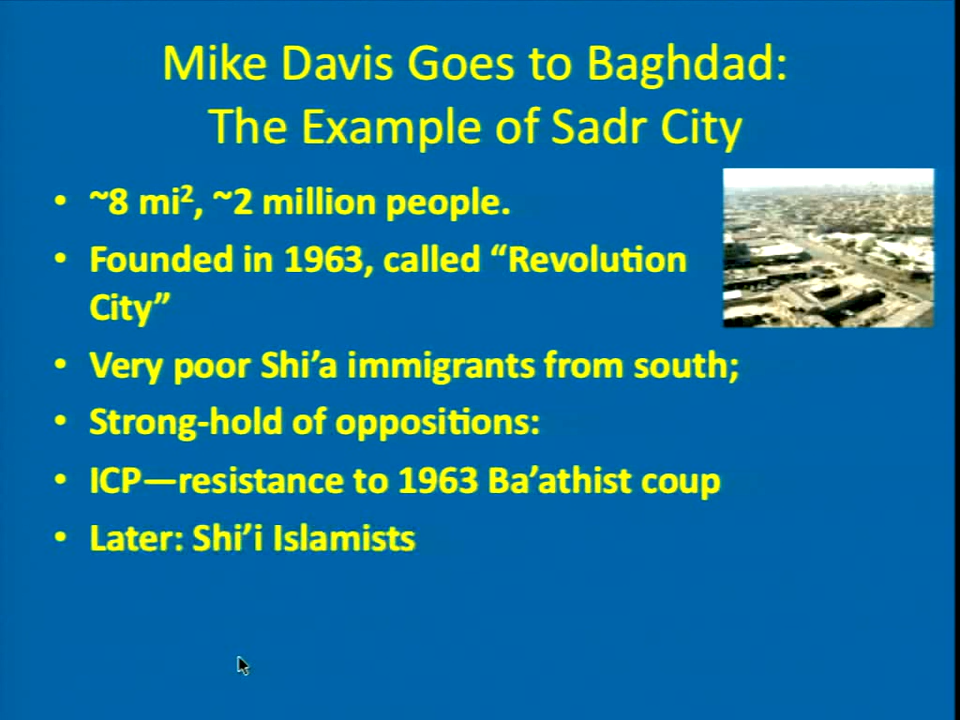 Mike Davis Goes to Baghdad:
The Example of Sadr City
• ~8 mi², ~2 million people.
• Founded in 1963, called “Revolution
City”
• Very poor Shi’a immigrants from south;
• Strong-hold of oppositions:
• ICP—resistance to 1963 Ba’athist coup
• Later: Shi’i Islamists